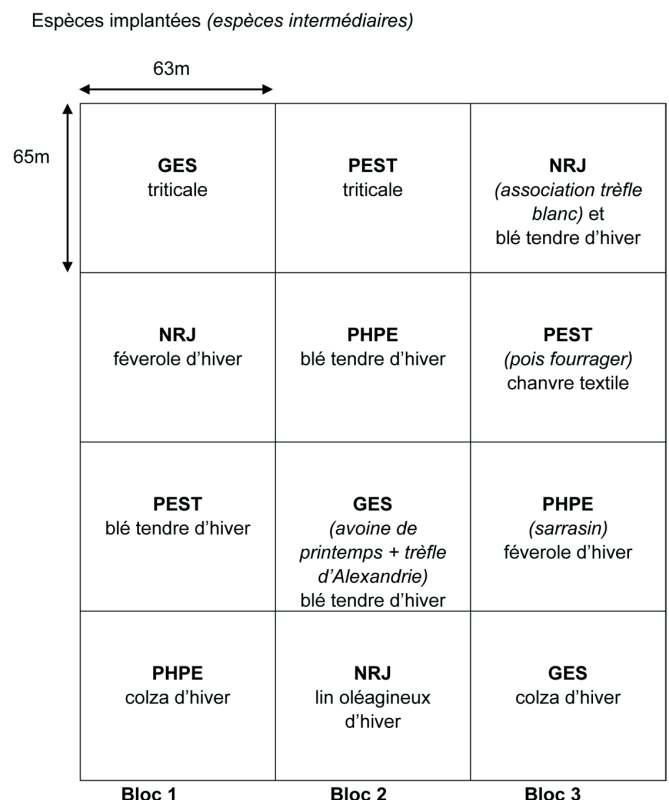 Espèces implantées (espèces intermédiaires)
63m
65m
GES
triticale
PEST
triticale
NRJ
(association trèfle
blanc) et
blé tendre d'hiver
NRJ
féverole d'hiver
PHPE
blé tendre d'hiver
PEST
(pois fourrager)
chanvre textile
PEST
blé tendre d'hiver
GES
(avoine de
printemps + trèfle
d'Alexandrie)
blé tendre d'hiver
PHPE
(sarrasin)
féverole d'hiver
PHPE
colza d'hiver
NRJ
lin oléagineux
d'hiver
GES
colza d'hiver
Bloc 1
Bloc 2
Bloc 3